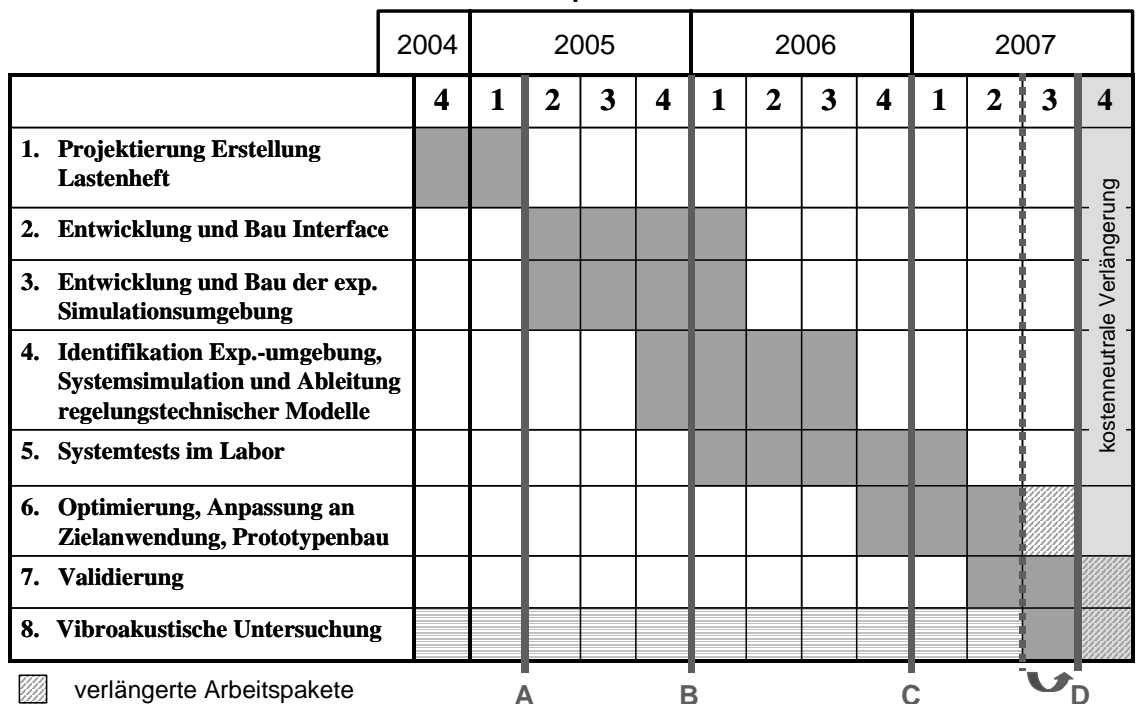 2004 2005 2006 2007
4 1 2 3 4 1 2 3 4 1 2 3 4
1. Projektierung Erstellung
Lastenheft
2. Entwicklung und Bau Interface
3. Entwicklung und Bau der exp.
Simulationsumgebung
4. Identifikation Exp.-umgebung,
Systemsimulation und Ableitung
regelungstechnischer Modelle
5. Systemtests im Labor
6. Optimierung, Anpassung an
Zielanwendung, Prototypenbau
7. Validierung
8. Vibroakustische Untersuchung
kostenneutrale Verlängerung
verlängerte Arbeitspakete
A B C D